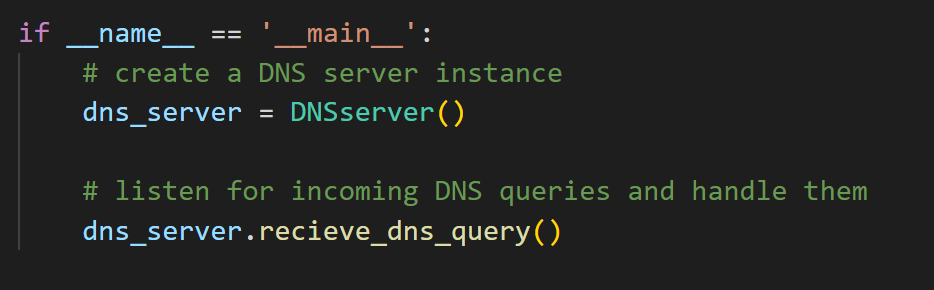 if __name__ == '__main__':
    # create a DNS server instance
    dns_server = DNSserver()
    # listen for incoming DNS queries and handle them
    dns_server.recieve_dns_query()